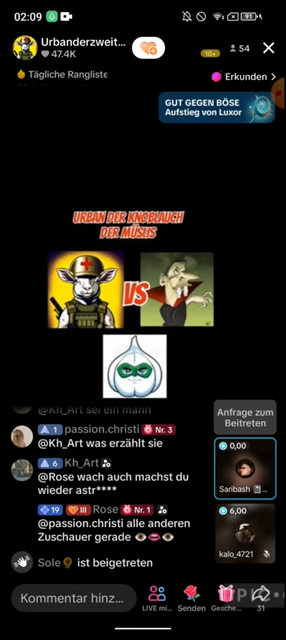 02:09
91
Urbanderzweit...
47.4K
10+
54
Tägliche Rangliste
Erkunden >
GUT GEGEN BÖSE
Aufstieg von Luxor
URBAN DER KNOBLAUCH
DER MÜSLIS
VS
@Kh_Art sei ein mann
1 passion.christi Nr. 3
@Kh_Art was erzählt sie
6 Kh_Art
@Rose wach auch machst du
wieder astr****
19 III Rose Nr. 1
@passion.christi alle anderen
Zuschauer gerade
Sole ist beigetreten
Anfrage zum
Beitreten
0,00
Saribash
6,00
kalo_4721
Kommentar hinz...
LIVE mi...
Senden
Gesche...
31